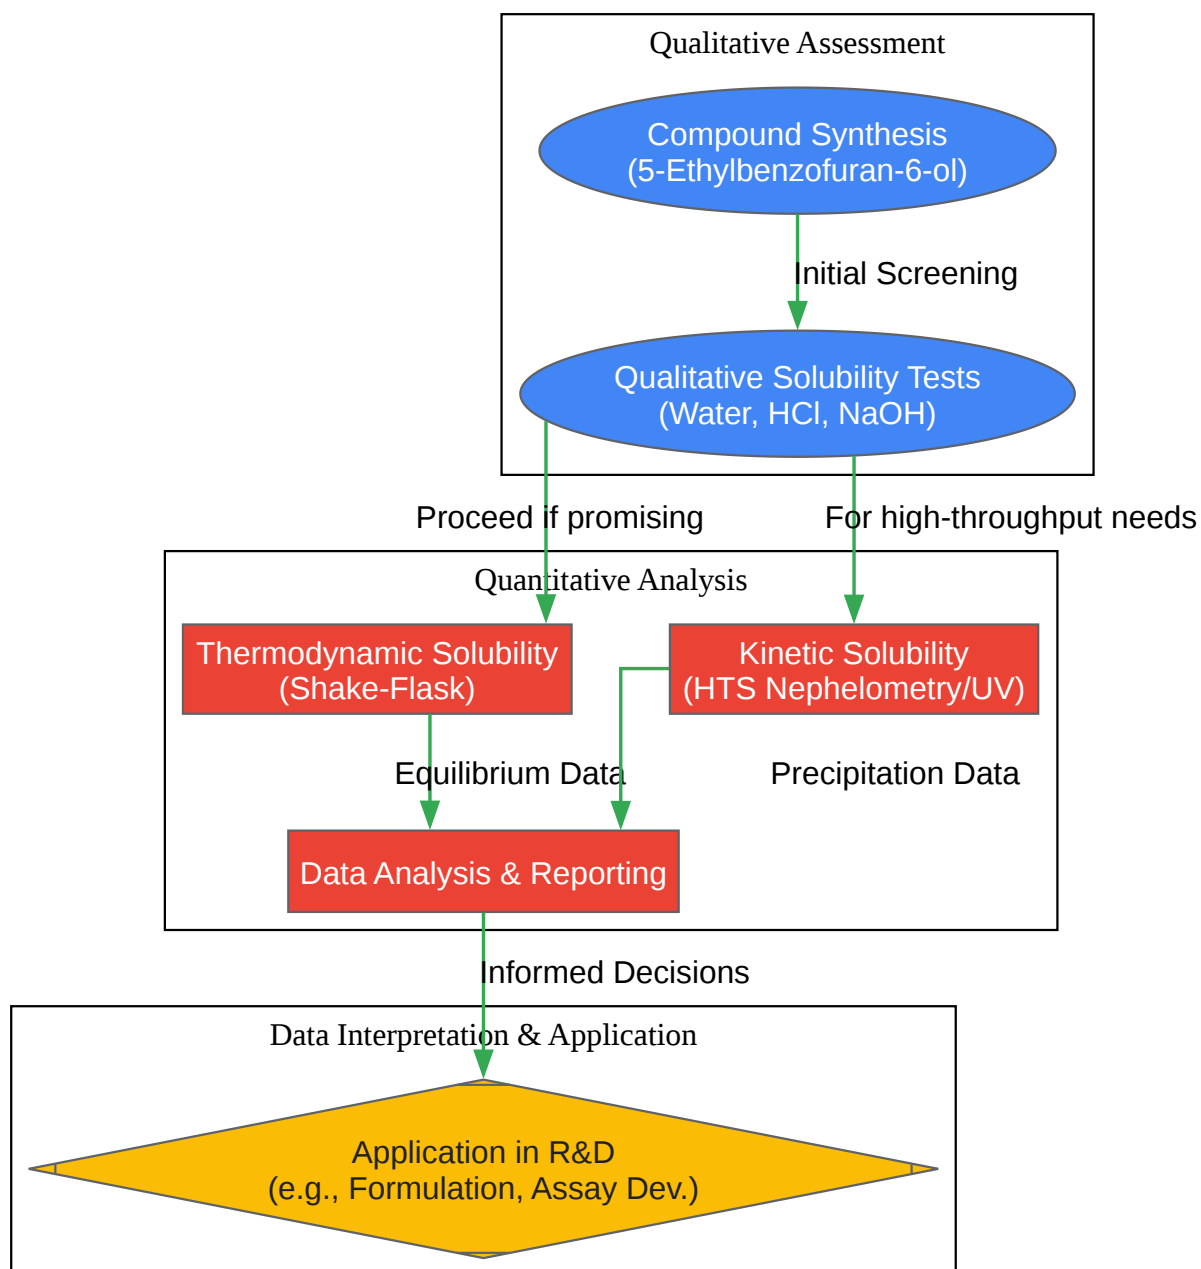 Qualitative Assessment
Compound Synthesis
(5-Ethylbenzofuran-6-ol)
Initial Screening
Qualitative Solubility Tests
(Water, HCl, NaOH)
Proceed if promising
For high-throughput needs
Quantitative Analysis
Thermodynamic Solubility
(Shake-Flask)
Kinetic Solubility
(HTS Nephelometry/UV)
Equilibrium Data
Precipitation Data
Data Analysis & Reporting
Informed Decisions
Data Interpretation & Application
Application in R&D
(e.g., Formulation, Assay Dev.)